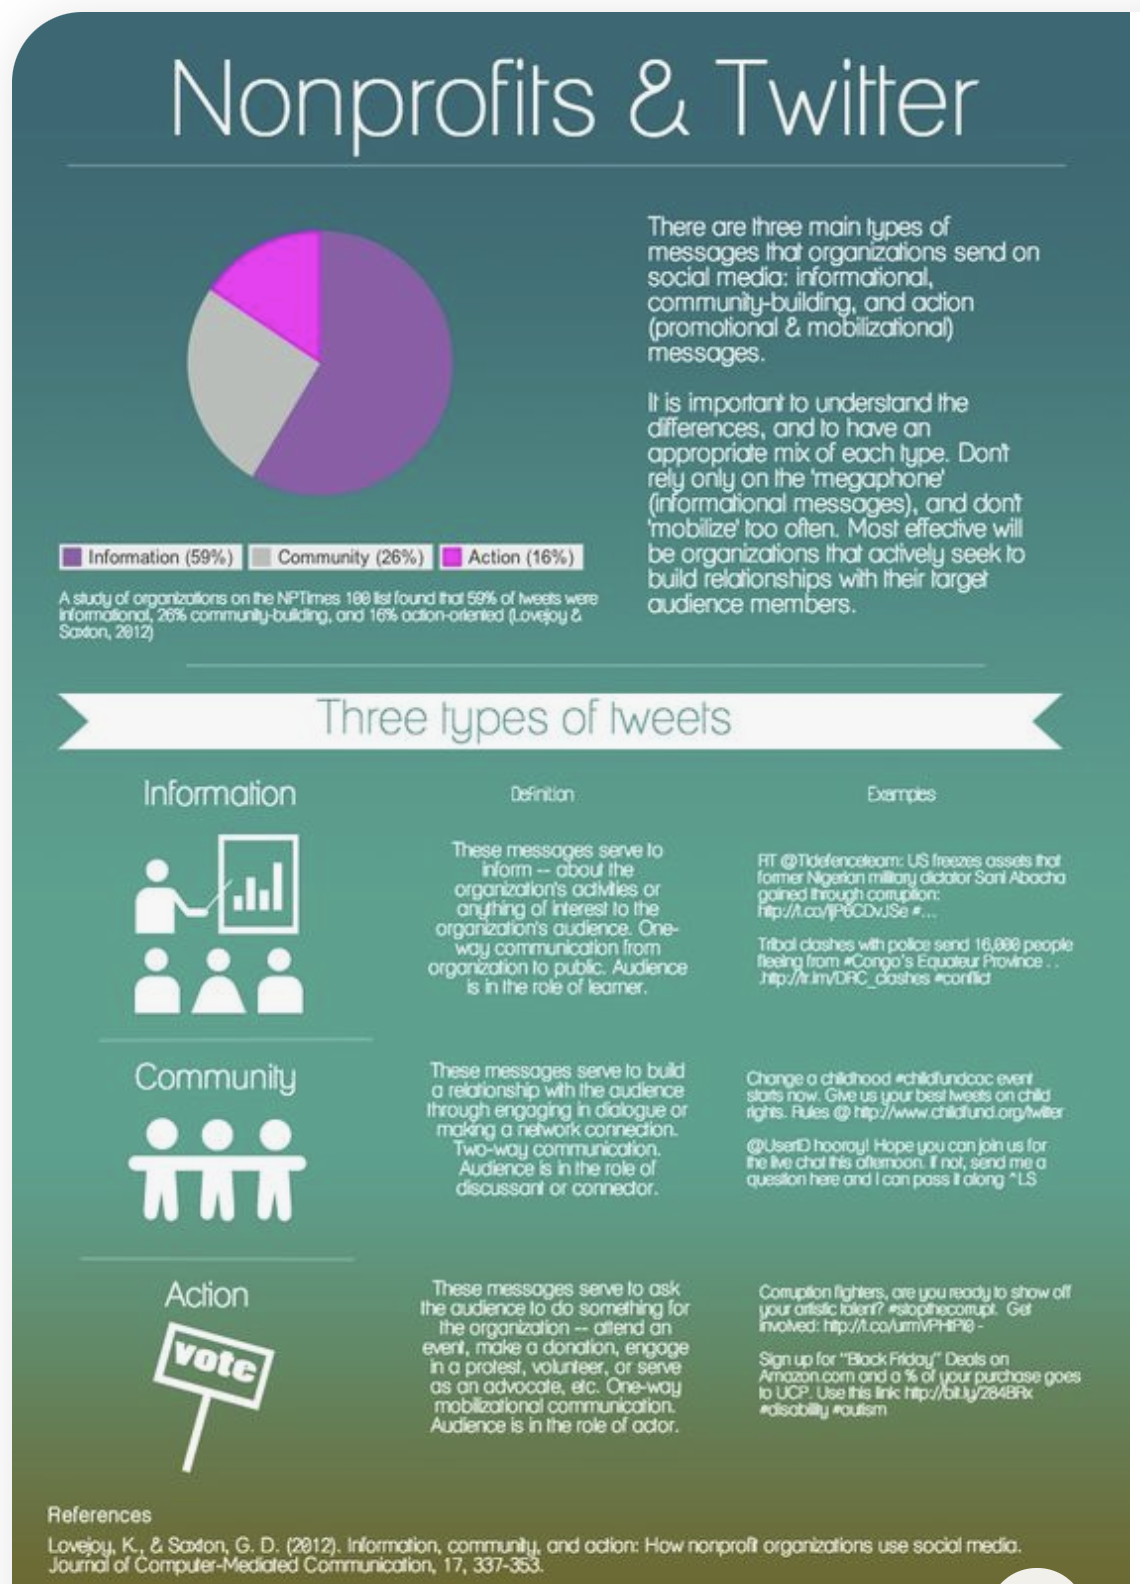 Nonprofits & Twitter
There are three main types of
messages that organizations send on
social media: informational,
community-building, and action
(promotional & mobilizational)
messages.
It is important to understand the
differences, and to have an
appropriate mix of each type. Don't
rely only on the 'megaphone'
(informational messages), and don't
'mobilize' too often. Most effective will
be organizations that actively seek to
build relationships with their target
audience members.
Information (59%) Community (26%) Action (16%)
A study of organizations on the NPTimes 100 list found that 59% of tweets were
informational, 26% community-building, and 16% action-oriented (Lovejoy &
Saxton, 2012)
Three types of tweets
Information
Definition
Examples
These messages serve to
inform -- about the
organization's activities or
anything of interest to the
organization's audience. One-
way communication from
organization to public. Audience
is in the role of learner.
RT @TIdefenceteam: US freezes assets that
former Nigerian military dictator Sani Abacha
gained through corruption:
#...
Tribal clashes with police send 16,000 people
fleeing from #Congo's Equateur Province . .
.http://tr.im/DRC_clashes #conflict
Community
These messages serve to build
a relationship with the audience
through engaging in dialogue or
making a network connection.
Two-way communication.
Audience is in the role of
discussant or connector.
Change a childhood #childfundcac event
starts now. Give us your best tweets on child
rights. Rules @ http://www.childfund.org/twitter
@UserID hooray! Hope you can join us for
the live chat this afternoon. If not, send me a
question here and I can pass it along ^LS
Action
vote
These messages serve to ask
the audience to do something for
the organization -- attend an
event, make a donation, engage
in a protest, volunteer, or serve
as an advocate, etc. One-way
mobilizational communication.
Audience is in the role of actor.
Corruption fighters, are you ready to show off
your artistic talent? #stopthecorrupt. Get
involved: -
Sign up for "Black Friday" Deals on
Amazon.com and a % of your purchase goes
to UCP. Use this link: http://bit.ly/284BRx
#disability #autism
References
Lovejoy, K., & Saxton, G. D. (2012). Information, community, and action: How nonprofit organizations use social media.
Journal of Computer-Mediated Communication, 17, 337-353.